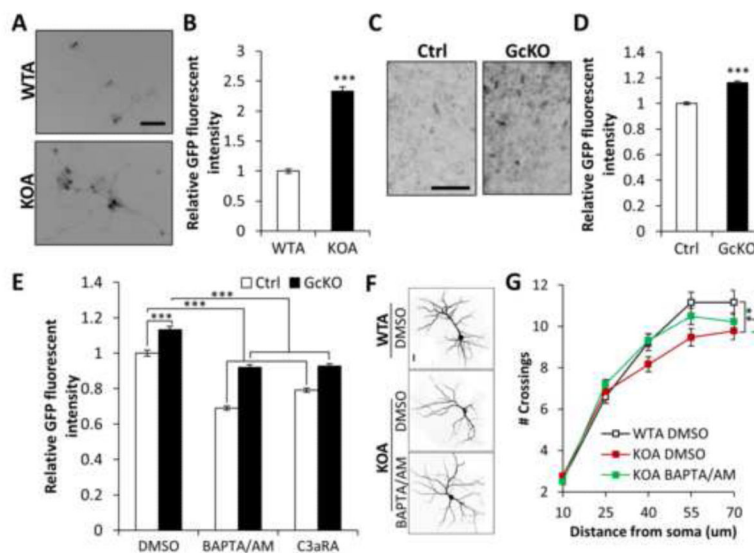 A
WTA
KOA
B
Relative GFP fluorescent
intensity
3
2.5
2
1.5
1
0.5
0
***
WTA KOA
C
Ctrl GcKO
D
Relative GFP fluorescent
intensity
1.4
1.2
1
0.8
0.6
0.4
0.2
0
***
Ctrl GcKO
E
Relative GFP fluorescent
intensity
1.4
1.2
1
0.8
0.6
0.4
0.2
0
Ctrl GcKO
***
***
***
DMSO BAPTA/AM C3aRA
F
WTA
DMSO
KOA
DMSO
BAPTA/AM
G
# Crossings
12
10
8
6
4
2
WTA DMSO
KOA DMSO
KOA BAPTA/AM
10 25 40 55 70
Distance from soma (um)